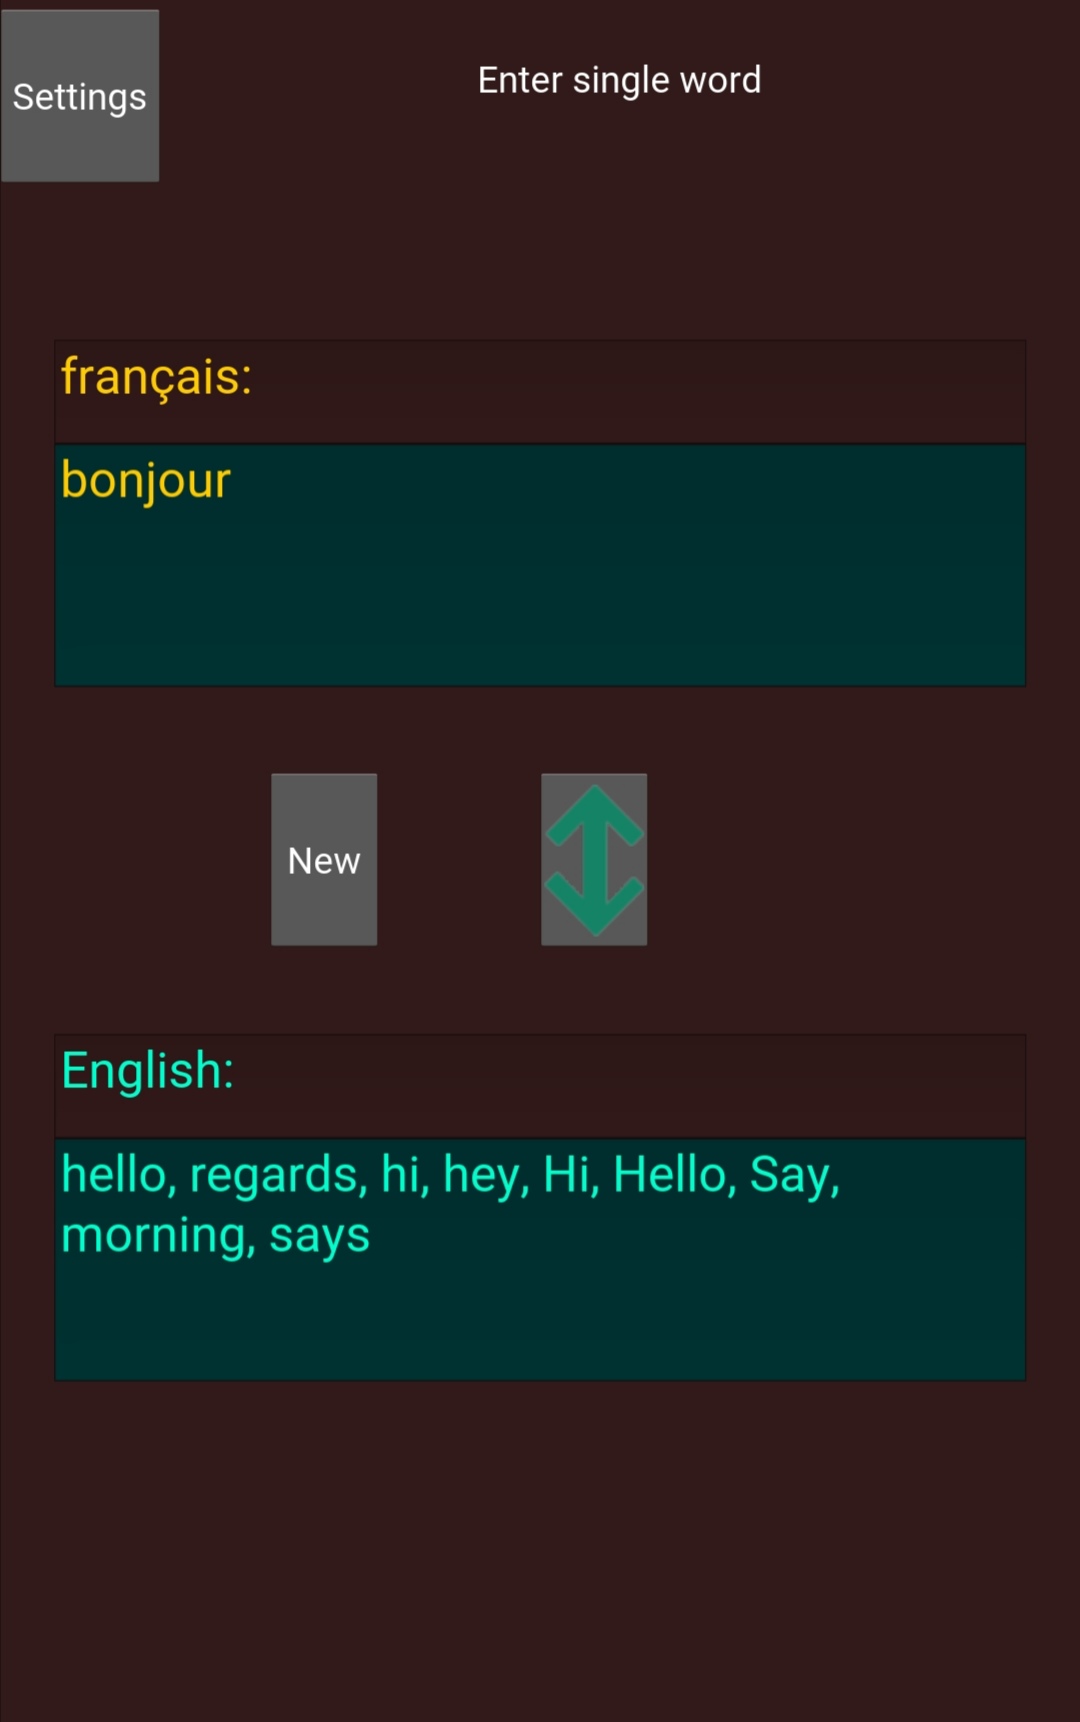 Settings
Enter single word
français:
bonjour
New
English:
hello, regards, hi, hey, Hi, Hello, Say,
morning, says